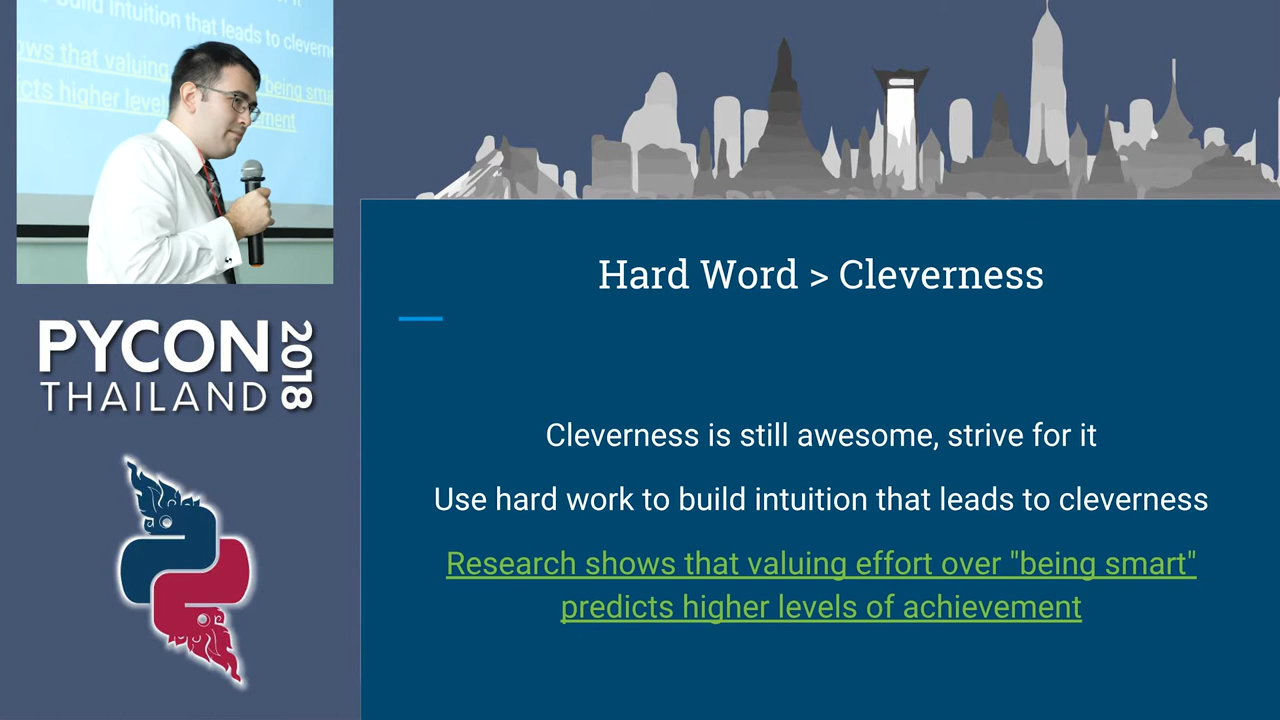 build intuition that leads to clevern
ws that valuing
being sma
cts higher level
ment
PYCON
THAILAND
2018
Hard Word > Cleverness
Cleverness is still awesome, strive for it
Use hard work to build intuition that leads to cleverness
Research shows that valuing effort over "being smart"
predicts higher levels of achievement